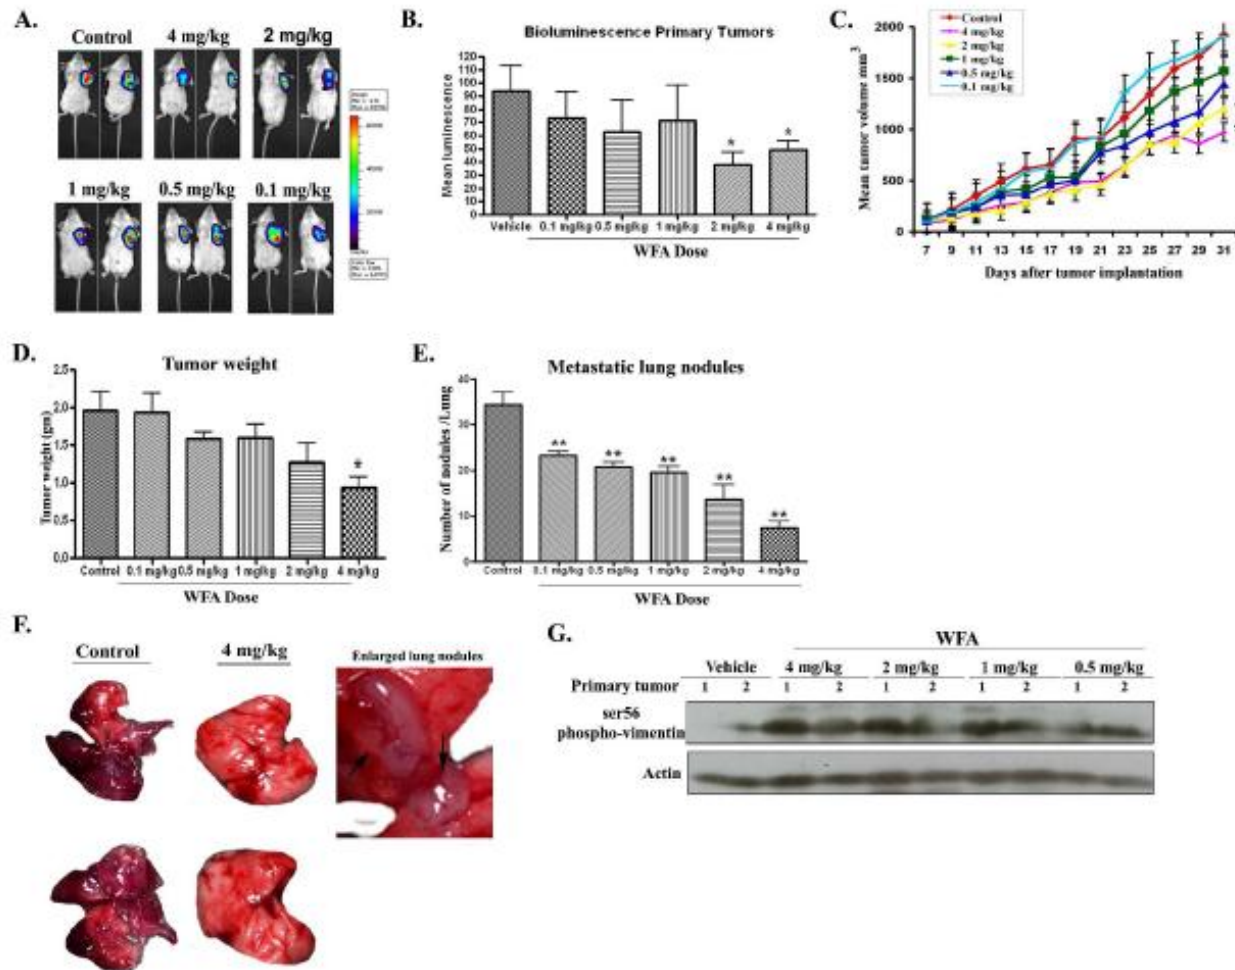 A.
Control 4 mg/kg 2 mg/kg
1 mg/kg 0.5 mg/kg 0.1 mg/kg
B.
Bioluminescence Primary Tumors
Mean luminescence
120
110
100
90
80
70
60
50
40
30
20
10
0
* *
Vehicle 0.1 mg/kg 0.5 mg/kg 1 mg/kg 2 mg/kg 4 mg/kg
WFA Dose
C.
Control
4 mg/kg
2 mg/kg
1 mg/kg
0.5 mg/kg
0.1 mg/kg
Mean tumor volume mm3
2000
1500
1000
500
0
7 9 11 13 15 17 19 21 23 25 27 29 31
Days after tumor implantation
D.
Tumor weight
Tumor weight (gm)
2.5
2.0
1.5
1.0
0.5
0.0
*
Control 0.1 mg/kg 0.5 mg/kg 1 mg/kg 2 mg/kg 4 mg/kg
WFA Dose
E.
Metastatic lung nodules
Number of nodules /Lung
40
30
20
10
0
** ** ** ** **
Control 0.1 mg/kg 0.5 mg/kg 1 mg/kg 2 mg/kg 4 mg/kg
WFA Dose
F.
Control 4 mg/kg Enlarged lung nodules
G.
WFA
Vehicle 4 mg/kg 2 mg/kg 1 mg/kg 0.5 mg/kg
Primary tumor 1 2 1 2 1 2 1 2 1 2
ser56
phospho-vimentin
Actin